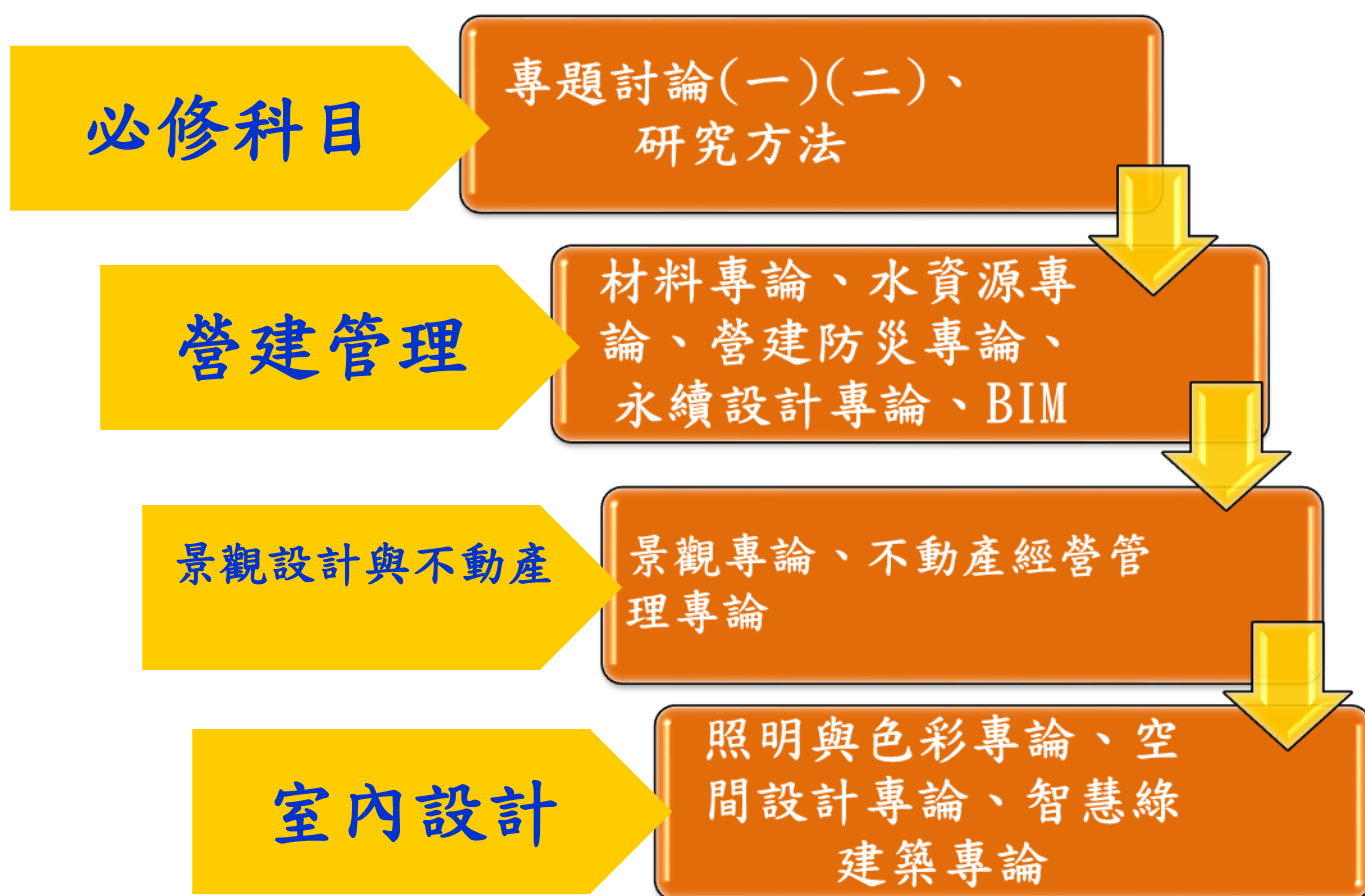 必修科目
專題討論(一)(二)、
研究方法
營建管理
材料專論、水資源專
論、營建防災專論、
永續設計專論、BIM
景觀設計與不動產
景觀專論、不動產經營管
理專論
室內設計
照明與色彩專論、空
間設計專論、智慧綠
建築專論